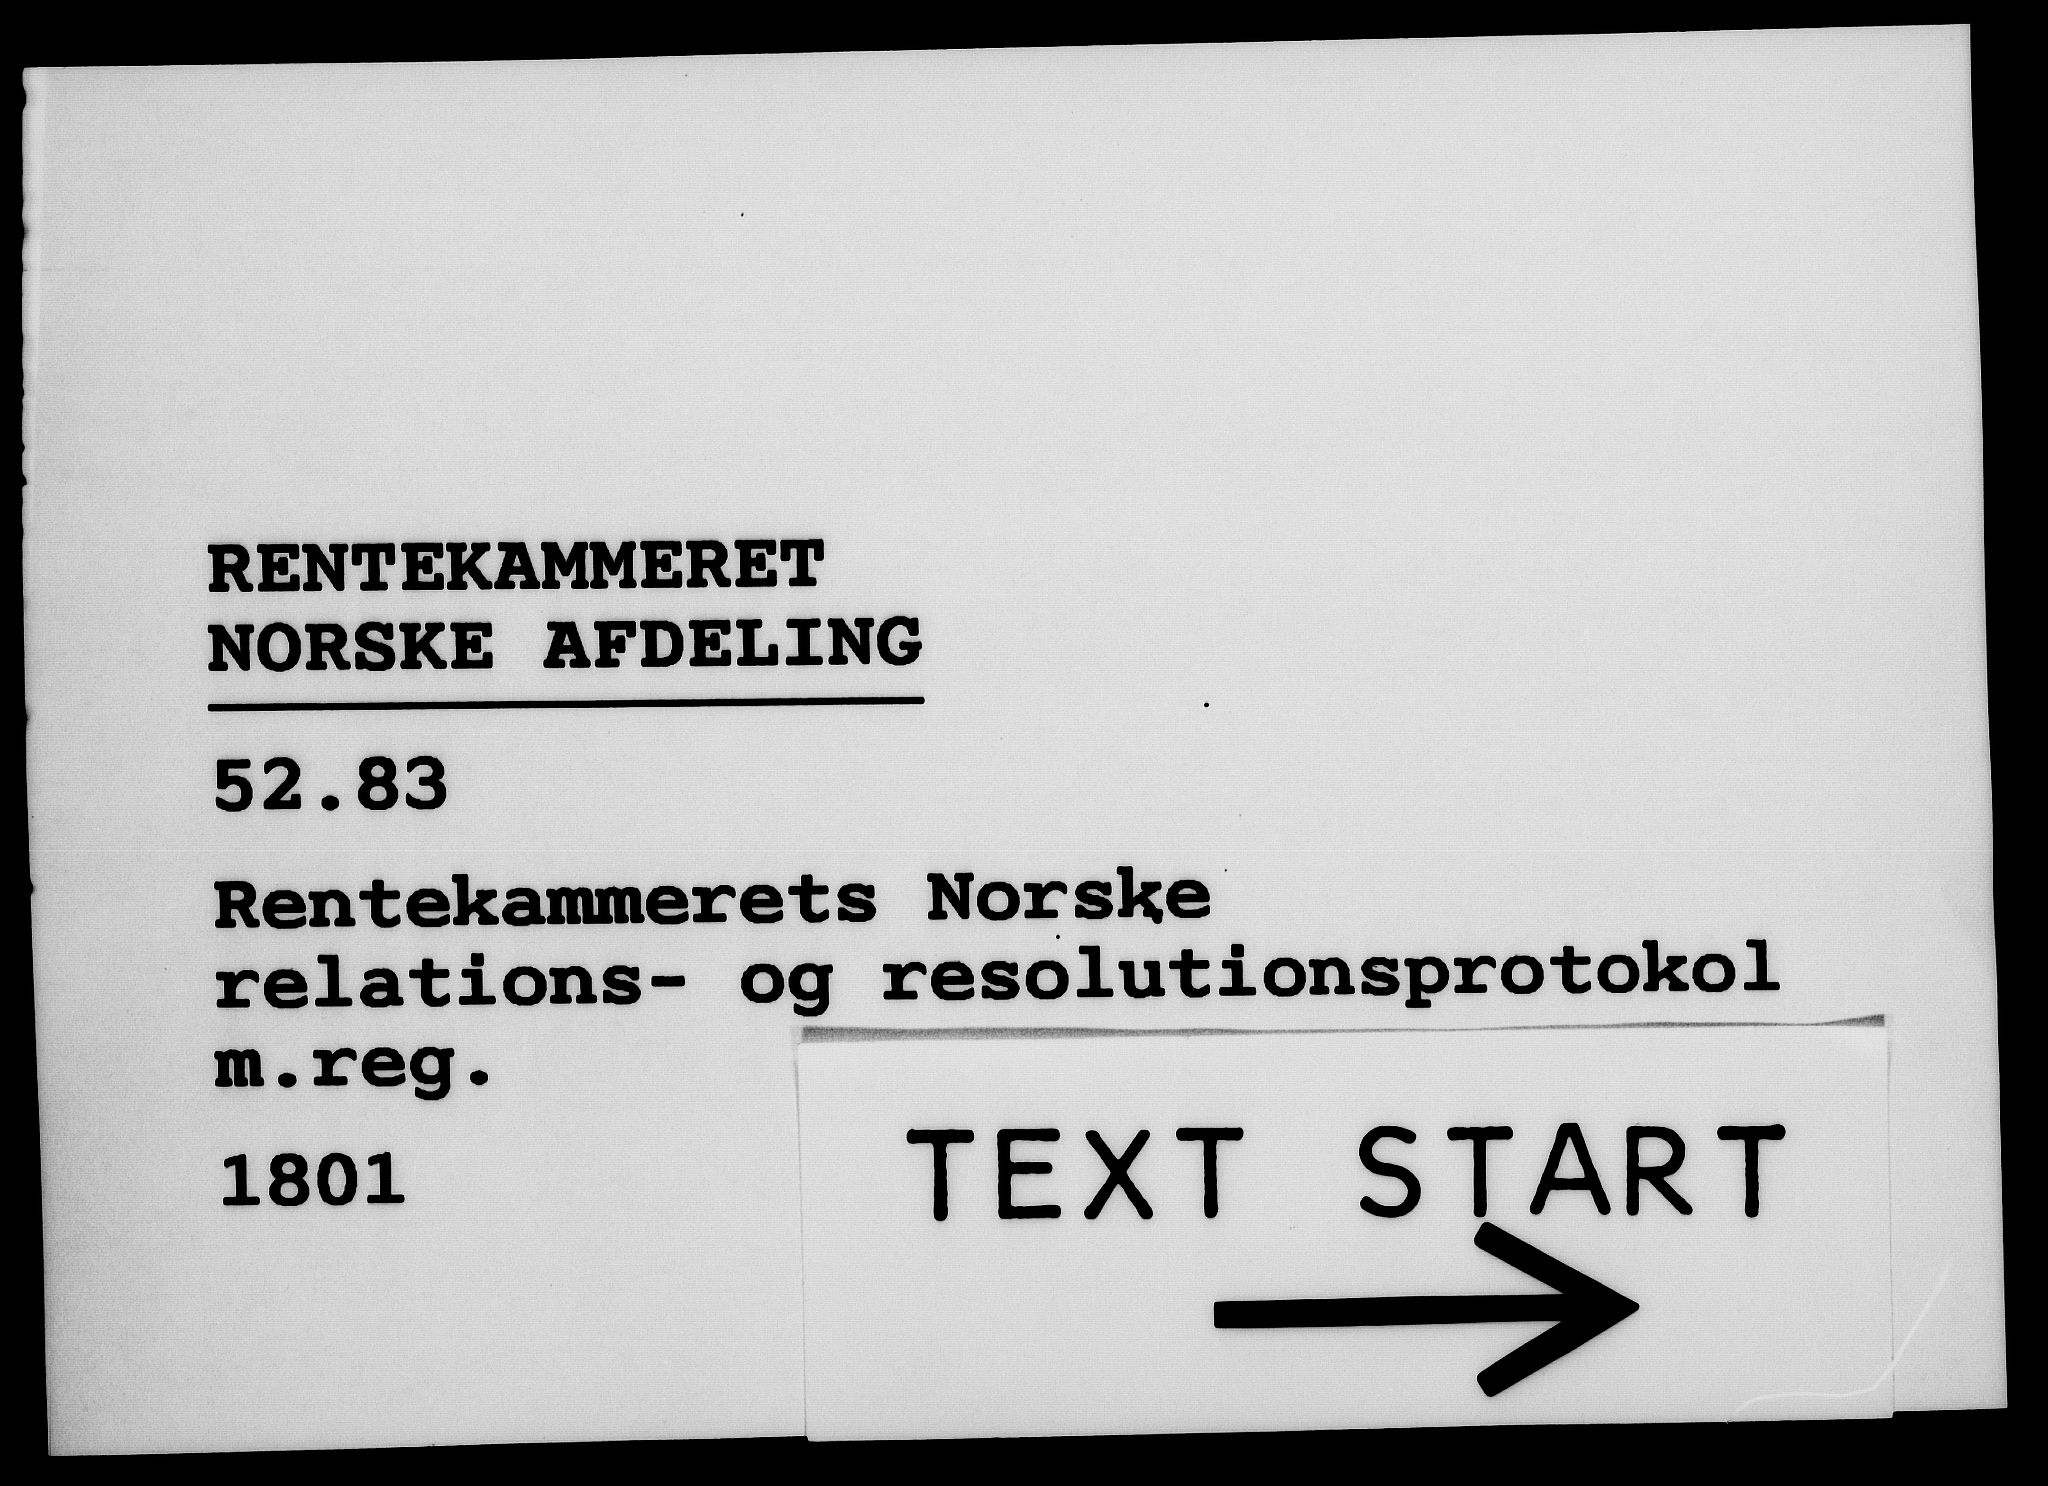 RENTEKAMMERET
NORSKE AFDELING
52.83
Rentekammerets Norske
relations- og resolutionsprotokol
m.reg.
1801
TEXT START